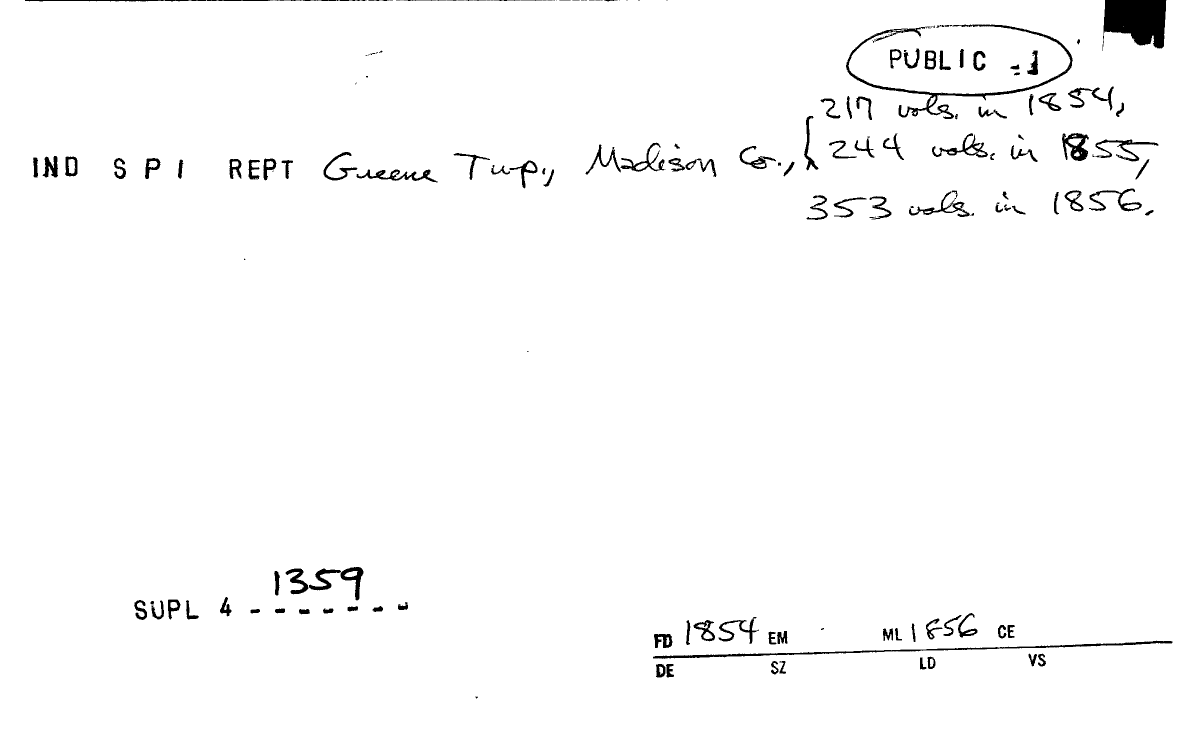 PUBLIC - 1
217 vols. in 1854,
IND S P I REPT Greene Twp., Madison Co., { 244 vols. in 1855,
353 vols. in 1856.
1359
SUPL 4 - - - - - - -
FD 1854 EM ML 1856 CE
DE SZ LD VS